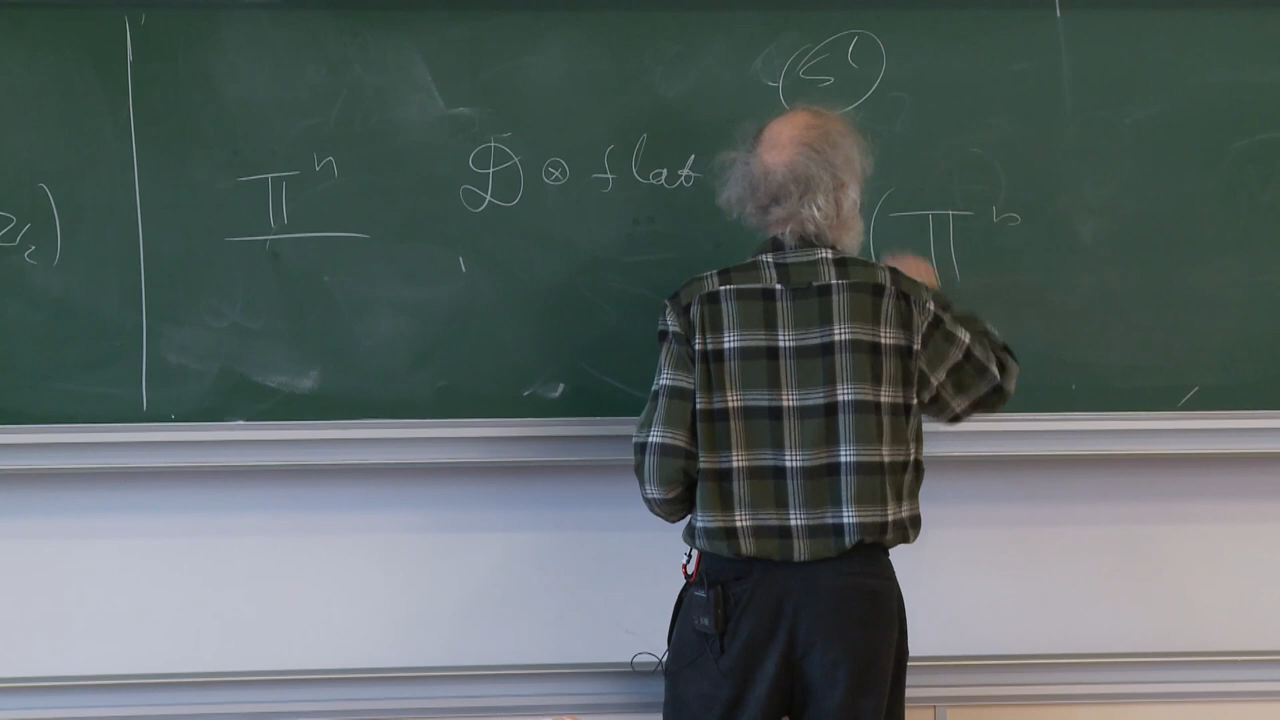 S¹
𝕋ⁿ
𝒟 ⊗ flat
(𝕋ⁿ
Z₂)